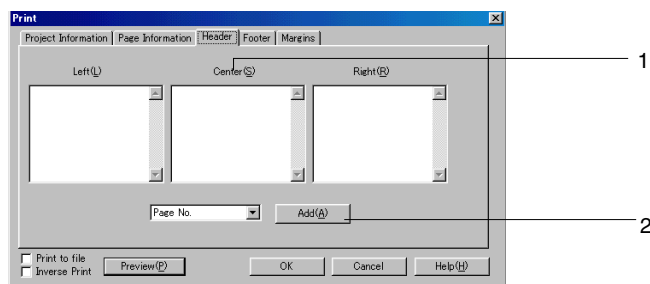 Print
Project Information Page Information Header Footer Margins
Left(L) Center(S) Right(R)
1
Page No. Add(A)
2
Print to file
Inverse Print Preview(P) OK Cancel Help(H)